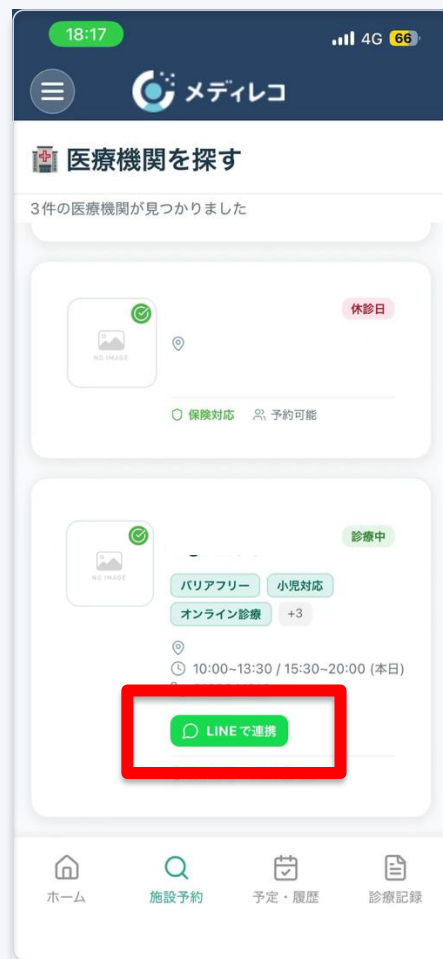 18:17
4G 66
メディレコ
医療機関を探す
3件の医療機関が見つかりました
休診日
NO IMAGE
保険対応 予約可能
診療中
NO IMAGE
バリアフリー 小児対応
オンライン診療 +3
10:00~13:30 / 15:30~20:00 (本日)
LINEで連携
ホーム 施設予約 予定・履歴 診療記録